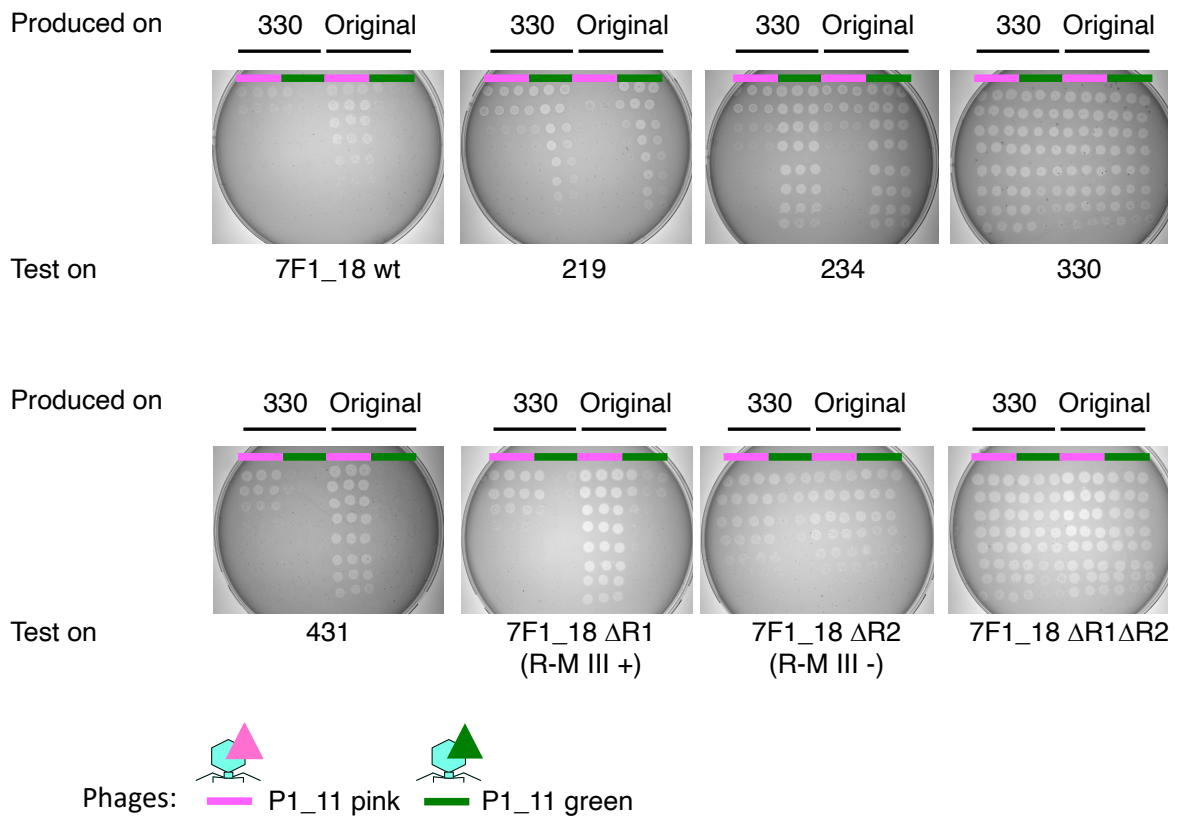 Produced on 330 Original 330 Original 330 Original 330 Original
Test on 7F1_18 wt 219 234 330
Produced on 330 Original 330 Original 330 Original 330 Original
Test on 431 7F1_18 ΔR1 7F1_18 ΔR2 7F1_18 ΔR1ΔR2
(R-M III +) (R-M III -)
Phages: P1_11 pink P1_11 green